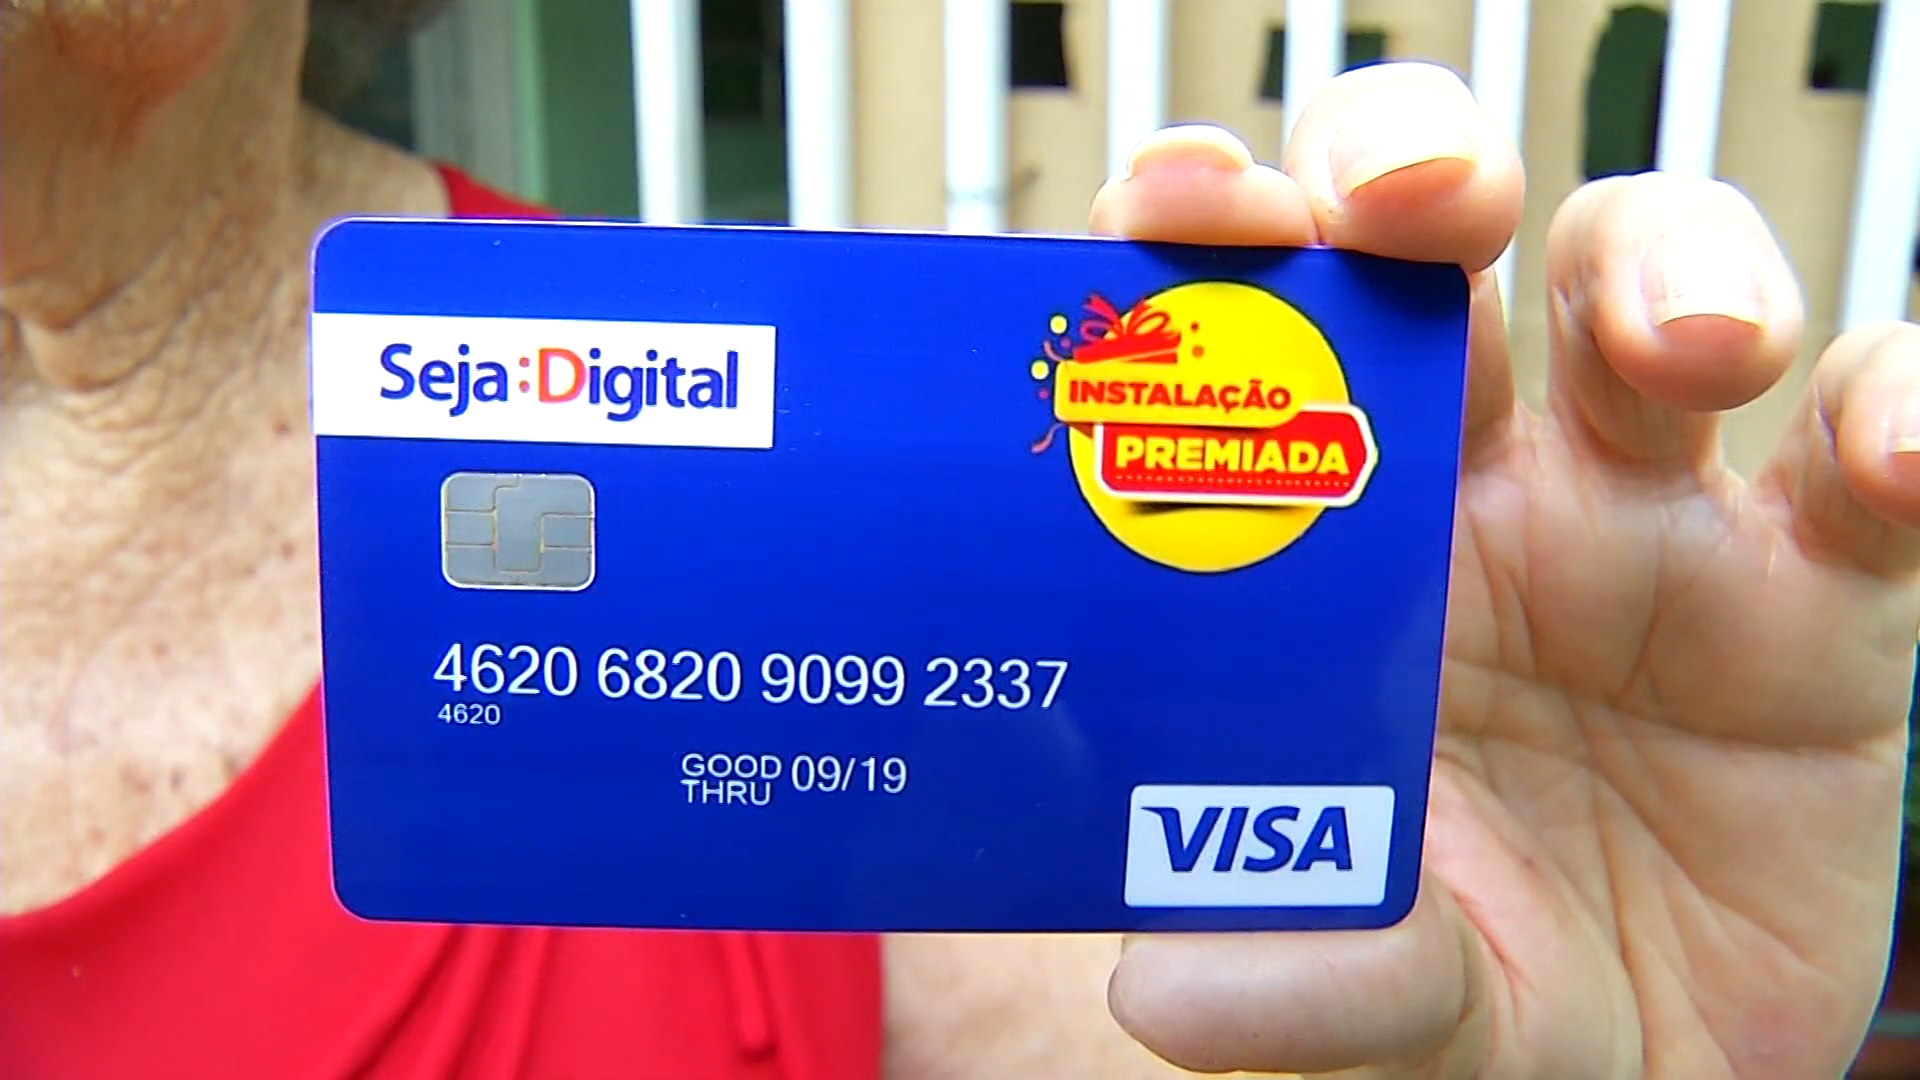 Seja:Digital
INSTALAÇÃO
PREMIADA
4620 6820 9099 2337
4620
GOOD THRU 09/19
VISA